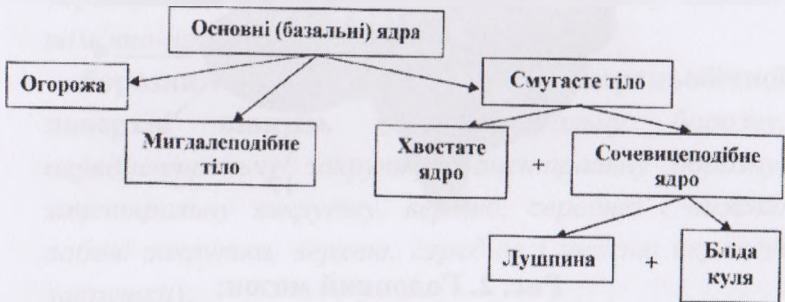 Основні (базальні) ядра
Огорожа
Смугасте тіло
Мигдалеподібне
тіло
Хвостате
ядро
+
Сочевицеподібне
ядро
Лушпина
+
Бліда
куля